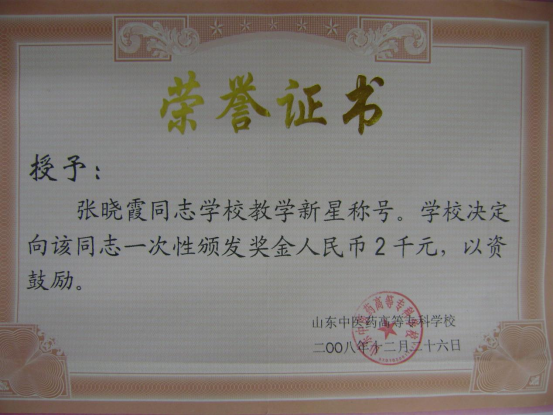 荣誉证书
授予：
张晓霞同志学校教学新星称号。学校决定
向该同志一次性颁发奖金人民币2千元，以资
鼓励。
山东中医药高等专科学校
二00八年十二月二十六日